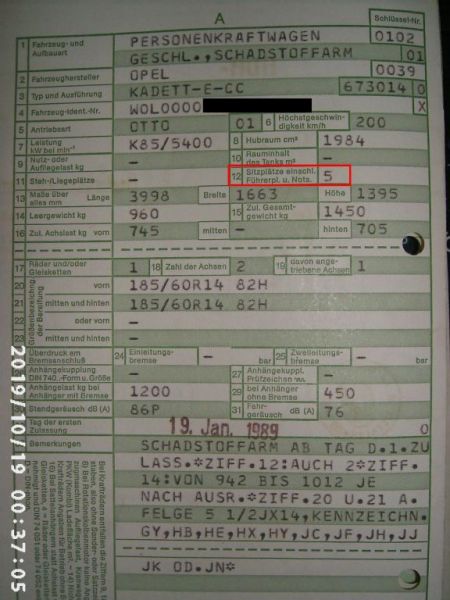 A
Schlüssel-Nr.
1 Fahrzeug- und Aufbauart PERSONENKRAFTWAGEN 0102
GESCHL.,SCHADSTOFFARM 01
2 Fahrzeughersteller OPEL 0039
3 Typ und Ausführung KADETT-E-CC 673014 0
4 Fahrzeug-Ident.-Nr. WOL0000 X
5 Antriebsart OTTO 01 6 Höchstgeschwindigkeit km/h 200
7 Leistung kW bei min-1 K85/5400 8 Hubraum cm³ 1984
9 Nutz- oder Aufliegelast kg – 10 Rauminhalt des Tanks m³ –
11 Steh-/Liegeplätze – 12 Sitzplätze einschl. Führerpl. u. Nots. 5
13 Maße über alles mm Länge 3998 Breite 1663 Höhe 1395
14 Leergewicht kg 960 15 Zul. Gesamtgewicht kg 1450
16 Zul. Achslast kg vorn 745 mitten – hinten 705
17 Räder und/oder Gleisketten 1 18 Zahl der Achsen 2 19 davon angetriebene Achsen 1
Größenbezeichnung der Bereifung
20 vorn 185/60R14 82H
21 mitten und hinten 185/60R14 82H
22 oder vorn –
23 mitten und hinten –
Überdruck am Bremsanschluß 24 Einleitungsbremse – bar 25 Zweileitungsbremse – bar
26 Anhängekupplung DIN 740.-Form u. Größe – 27 Anhängekuppl. Prüfzeichen –
28 Anhängelast kg bei Anhänger mit Bremse 1200 29 bei Anhänger ohne Bremse 450
30 Standgeräusch dB (A) 86P 31 Fahrgeräusch dB (A) 76
Tag der ersten Zulassung 19. Jan. 1989 0
Bemerkungen
SCHADSTOFFARM AB TAG D.1.ZU
LASS.*ZIFF.12:AUCH 2*ZIFF.
14:VON 942 BIS 1012 JE
NACH AUSR.*ZIFF.20 U.21 A.
FELGE 5 1/2JX14,KENNZEICHN.
GY,HB,HE,HX,HY,JC,JF,JH,JJ
JK OD.JN*
2019/10/19 00:37:05